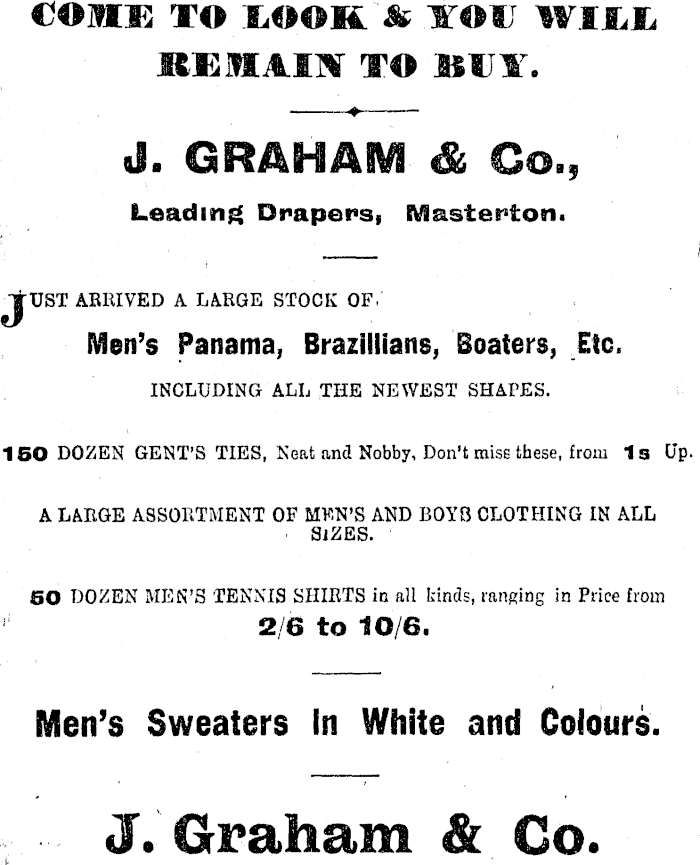 COME TO LOOK & YOU WILL
REMAIN TO BUY.
J. GRAHAM & Co.,
Leading Drapers, Masterton.
JUST ARRIVED A LARGE STOCK OF
Men's Panama, Brazillians, Boaters, Etc.
INCLUDING ALL THE NEWEST SHAPES.
150 DOZEN GENT'S TIES, Neat and Nobby, Don't miss these, from 1s Up.
A LARGE ASSORTMENT OF MEN'S AND BOYS CLOTHING IN ALL
SIZES.
50 DOZEN MEN'S TENNIS SHIRTS in all kinds, ranging in Price from
2/6 to 10/6.
Men's Sweaters in White and Colours.
J. Graham & Co.